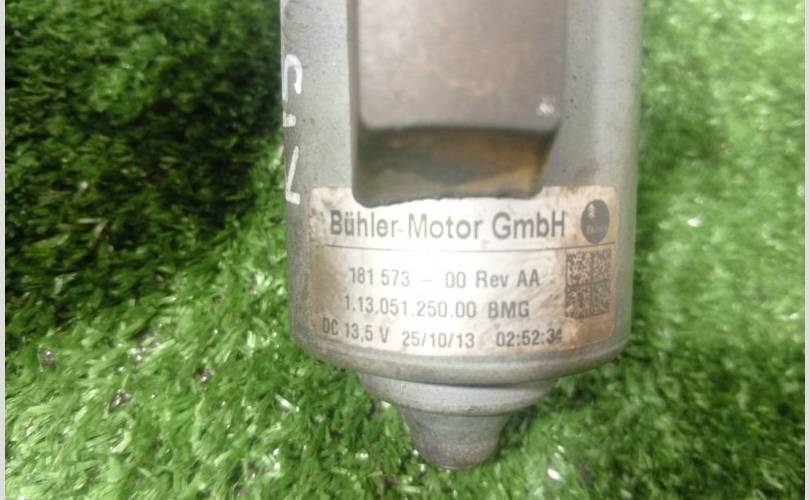 Bühler Motor GmbH
181 573 - 00 Rev AA
1.13.051.250.00 BMG
DC 13,5 V 25/10/13 02:52:34